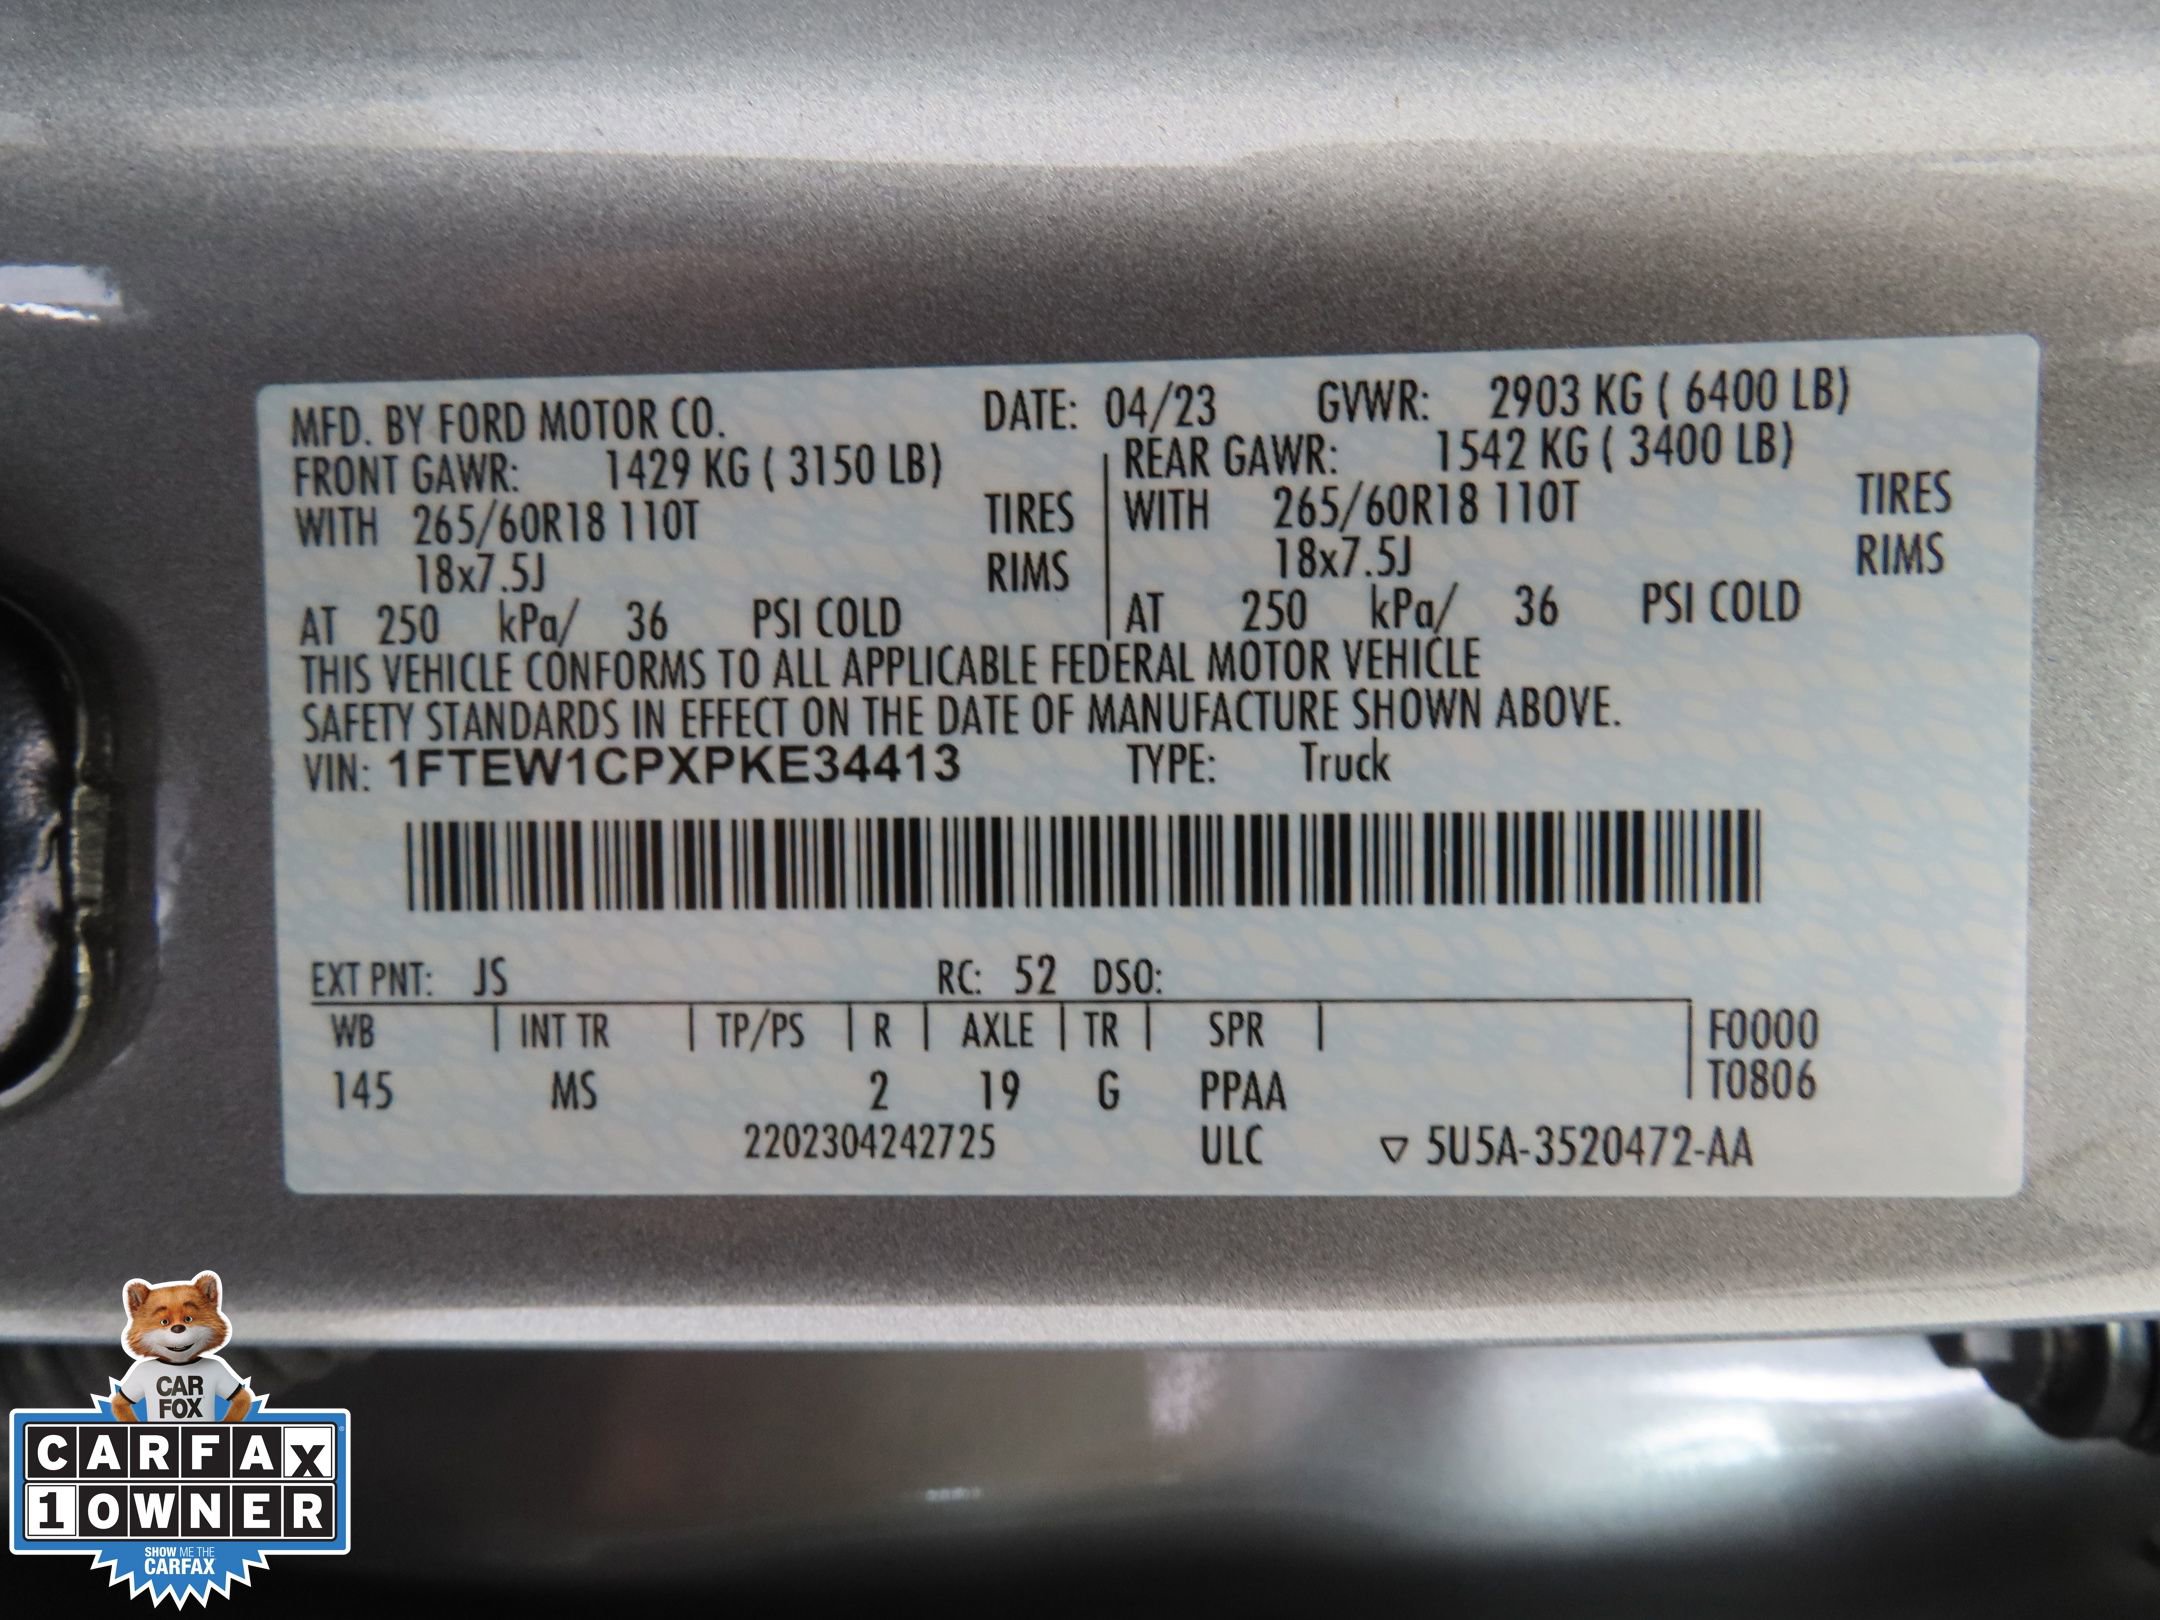 MFD. BY FORD MOTOR CO. DATE: 04/23 GVWR: 2903 KG ( 6400 LB)
FRONT GAWR: 1429 KG ( 3150 LB) REAR GAWR: 1542 KG ( 3400 LB)
WITH 265/60R18 110T TIRES WITH 265/60R18 110T TIRES
18x7.5J RIMS 18x7.5J RIMS
AT 250 kPa/ 36 PSI COLD AT 250 kPa/ 36 PSI COLD
THIS VEHICLE CONFORMS TO ALL APPLICABLE FEDERAL MOTOR VEHICLE
SAFETY STANDARDS IN EFFECT ON THE DATE OF MANUFACTURE SHOWN ABOVE.
VIN: 1FTEW1CPXPKE34413 TYPE: Truck
EXT PNT: JS RC: 52 DSO:
WB | INT TR | TP/PS | R | AXLE | TR | SPR | F0000
145 MS 2 19 G PPAA T0806
2202304242725 ULC ▽ 5U5A-3520472-AA
CAR
FOX
CARFAX
1 OWNER
SHOW ME THE
CARFAX